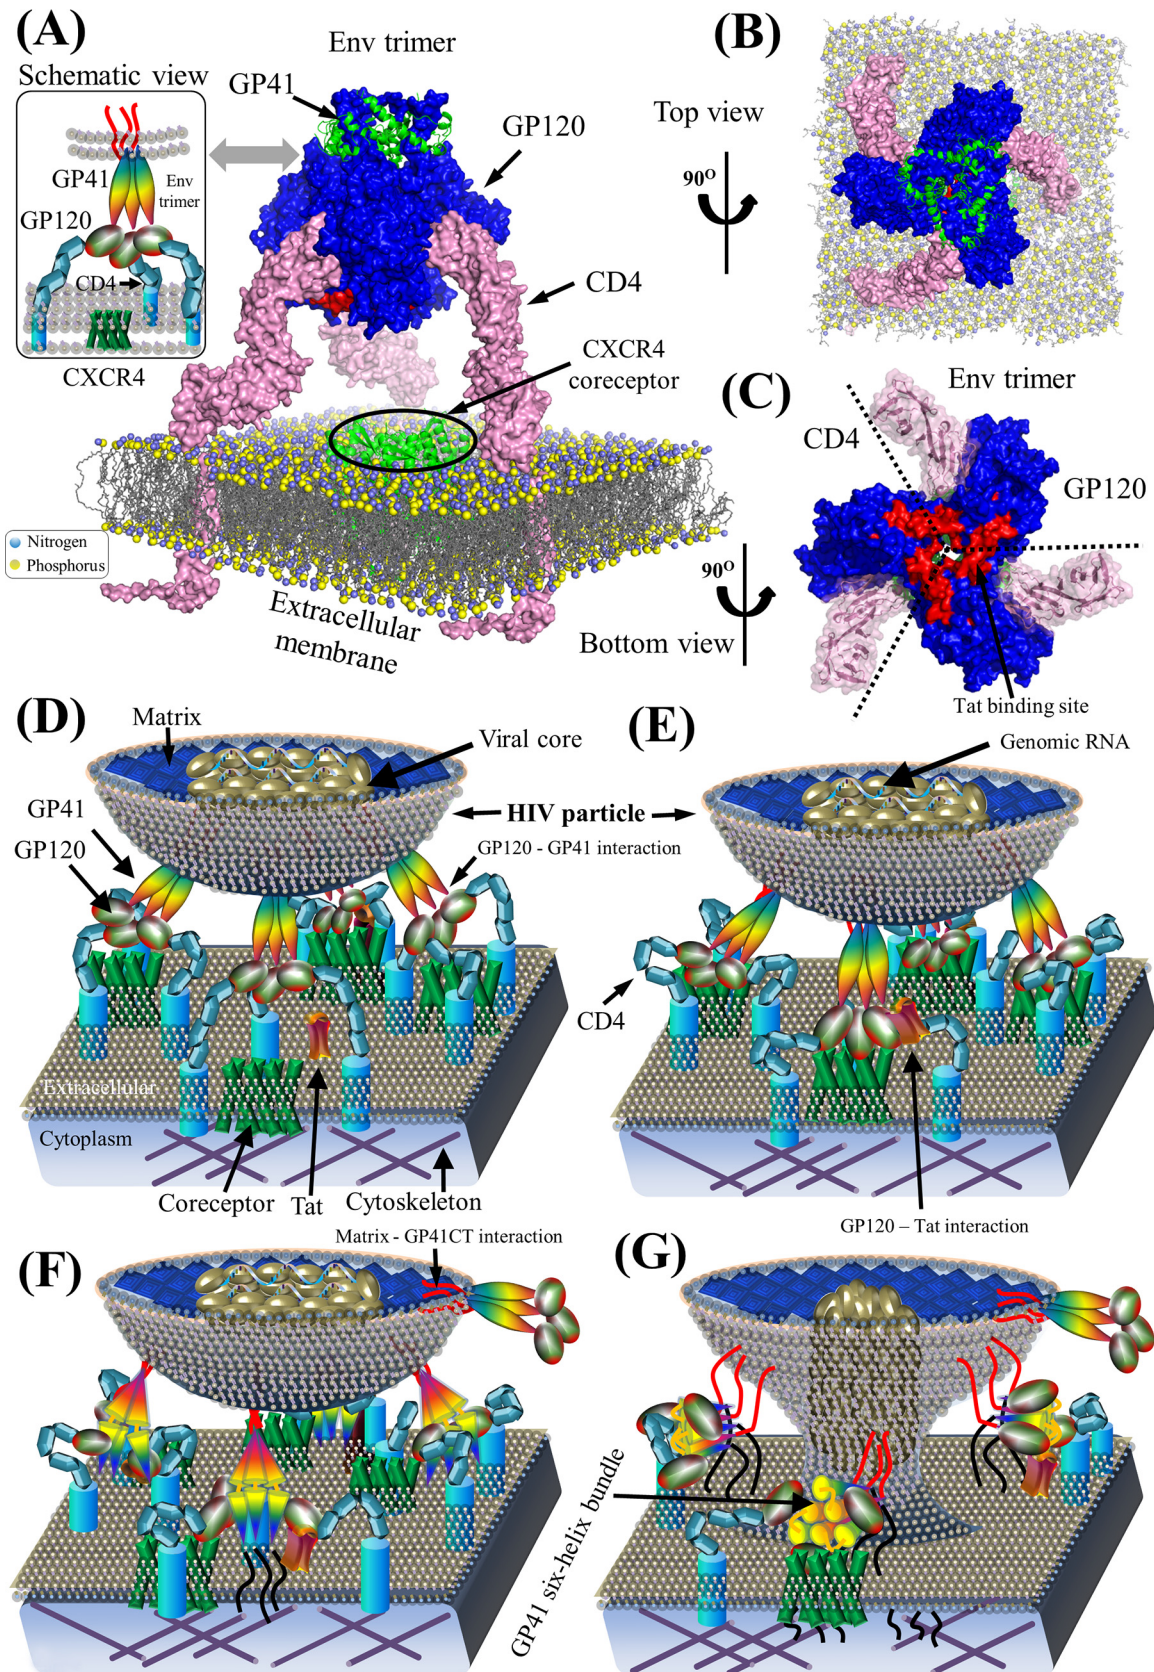 (A)
Env trimer
Schematic view
GP41
GP120
GP41
Env
trimer
GP120
CD4
CXCR4
CD4
CXCR4
coreceptor
Nitrogen
Phosphorus
Extracellular
membrane
(B)
Top view
90O
(C)
Env trimer
CD4
GP120
90O
Bottom view
Tat binding site
(D)
Matrix
Viral core
GP41
GP120
HIV particle
GP120 - GP41 interaction
Extracellular
Cytoplasm
Coreceptor
Tat
Cytoskeleton
(E)
Genomic RNA
CD4
GP120 – Tat interaction
(F)
Matrix - GP41CT interaction
(G)
GP41 six-helix bundle